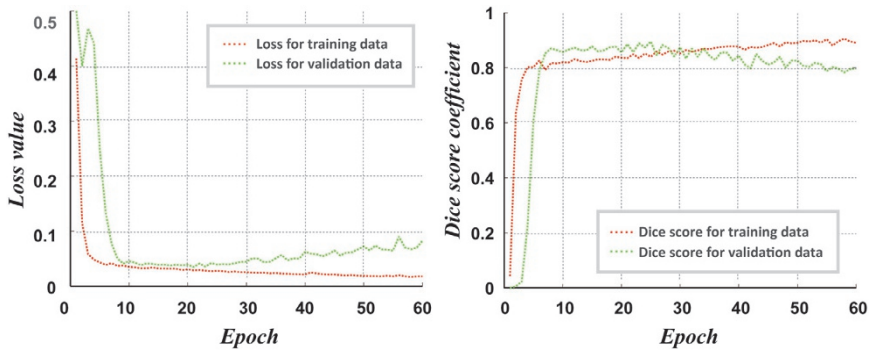 0.5
0.4
0.3
0.2
0.1
0
Loss value
Loss for training data
Loss for validation data
0 10 20 30 40 50 60
Epoch
1
0.8
0.6
0.4
0.2
0
Dice score coefficient
Dice score for training data
Dice score for validation data
0 10 20 30 40 50 60
Epoch